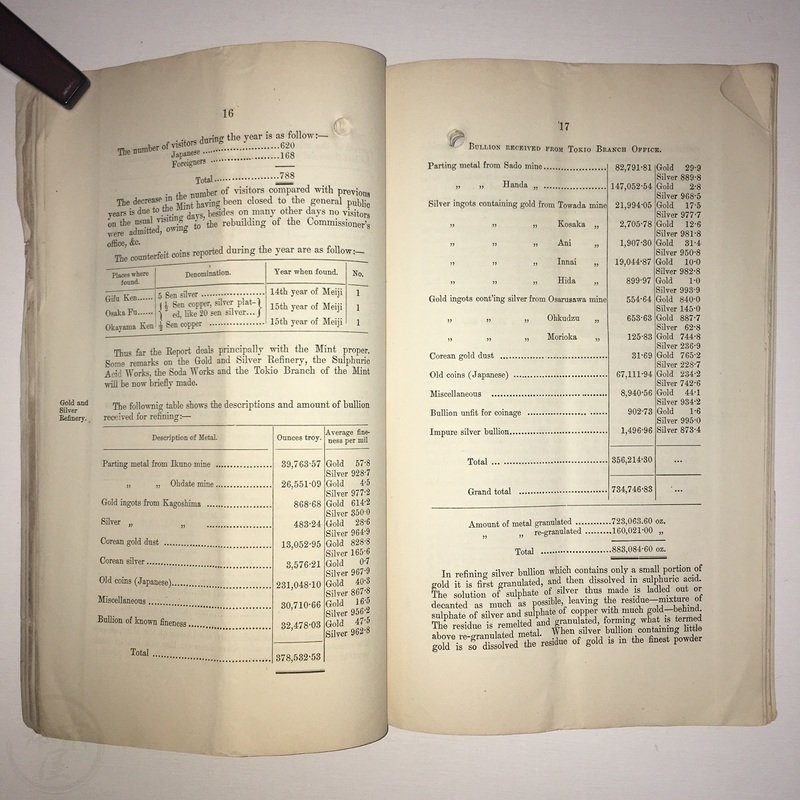 16
The number of visitors during the year is as follow:—
Japanese ..............................620
Foreigners ..............................168
Total..............................788
The decrease in the number of visitors compared with previous
years is due to the Mint having been closed to the general public
on the usual visiting days, besides on many other days no visitors
were admitted, owing to the rebuilding of the Commissioner's
office, &c.
The counterfeit coins reported during the year are as follow:—
Places where found. Denomination. Year when found. No.
Gifu Ken...... 5 Sen silver .................. 14th year of Meiji 1
Osaka Fu...... { ½ Sen copper, silver plat-ed, like 20 sen silver... } 15th year of Meiji 1
Okayama Ken ½ Sen copper .................. 15th year of Meiji 1
Thus far the Report deals principally with the Mint proper.
Some remarks on the Gold and Silver Refinery, the Sulphuric
Acid Works, the Soda Works and the Tokio Branch of the Mint
will be now briefly made.
Gold and
Silver
Refinery.
The follownig table shows the descriptions and amount of bullion
received for refining:—
Description of Metal. Ounces troy. Average fine-ness per mil
Parting metal from Ikuno mine .................. 39,763·57 Gold 57·8
Silver 928·7
„ „ Ohdate mine.................. 26,551·09 Gold 4·5
Silver 977·2
Gold ingots from Kagoshima .................. 868·68 Gold 614·2
Silver 350·0
Silver „ „ .................. 483·24 Gold 28·6
Silver 964·9
Corean gold dust .................. 13,052·95 Gold 828·8
Silver 165·6
Corean silver .................. 3,576·21 Gold 0·7
Silver 967·9
Old coins (Japanese).................. 231,048·10 Gold 40·3
Silver 867·8
Miscellaneous .................. 30,710·66 Gold 16·5
Silver 956·2
Bullion of known fineness .................. 32,478·03 Gold 47·5
Silver 962·8
Total .................. 378,532·53
17
BULLION RECEIVED FROM TOKIO BRANCH OFFICE.
Parting metal from Sado mine.................. 82,791·81 Gold 29·9
Silver 889·8
„ „ Handa „ .................. 147,052·54 Gold 2·8
Silver 968·5
Silver ingots containing gold from Towada mine 21,994·05 Gold 17·5
Silver 977·7
„ „ „ Kosaka „ 2,705·78 Gold 12·6
Silver 981·8
„ „ „ Ani „ 1,907·30 Gold 31·4
Silver 950·8
„ „ „ Innai „ 19,044·87 Gold 10·0
Silver 982·8
„ „ „ Hida „ 899·97 Gold 1·0
Silver 993·9
Gold ingots cont'ing silver from Osarusawa mine 554·64 Gold 840·0
Silver 145·0
„ „ „ Ohkudzu „ 653·63 Gold 887·7
Silver 62·8
„ „ „ Morioka „ 125·83 Gold 744·8
Silver 236·9
Corean gold dust .................. 31·69 Gold 765·2
Silver 228·7
Old coins (Japanese) .................. 67,111·94 Gold 234·2
Silver 742·6
Miscellaneous .................. 8,940·56 Gold 44·1
Silver 934·2
Bullion unfit for coinage .................. 902·73 Gold 1·6
Silver 995·0
Impure silver bullion.................. 1,496·96 Silver 873·4
Total ... .................. 356,214·30 ...
Grand total .................. 734,746·83 ...
Amount of metal granulated ............723,063.60 oz.
„ „ re-granulated .........160,021·00 „
Total ..................883,084·60 oz.
In refining silver bullion which contains only a small portion of
gold it is first granulated, and then dissolved in sulphuric acid.
The solution of sulphate of silver thus made is ladled out or
decanted as much as possible, leaving the residue—mixture of
sulphate of silver and sulphate of copper with much gold—behind.
The residue is remelted and granulated, forming what is termed
above re-granulated metal. When silver bullion containing little
gold is so dissolved the residue of gold is in the finest powder